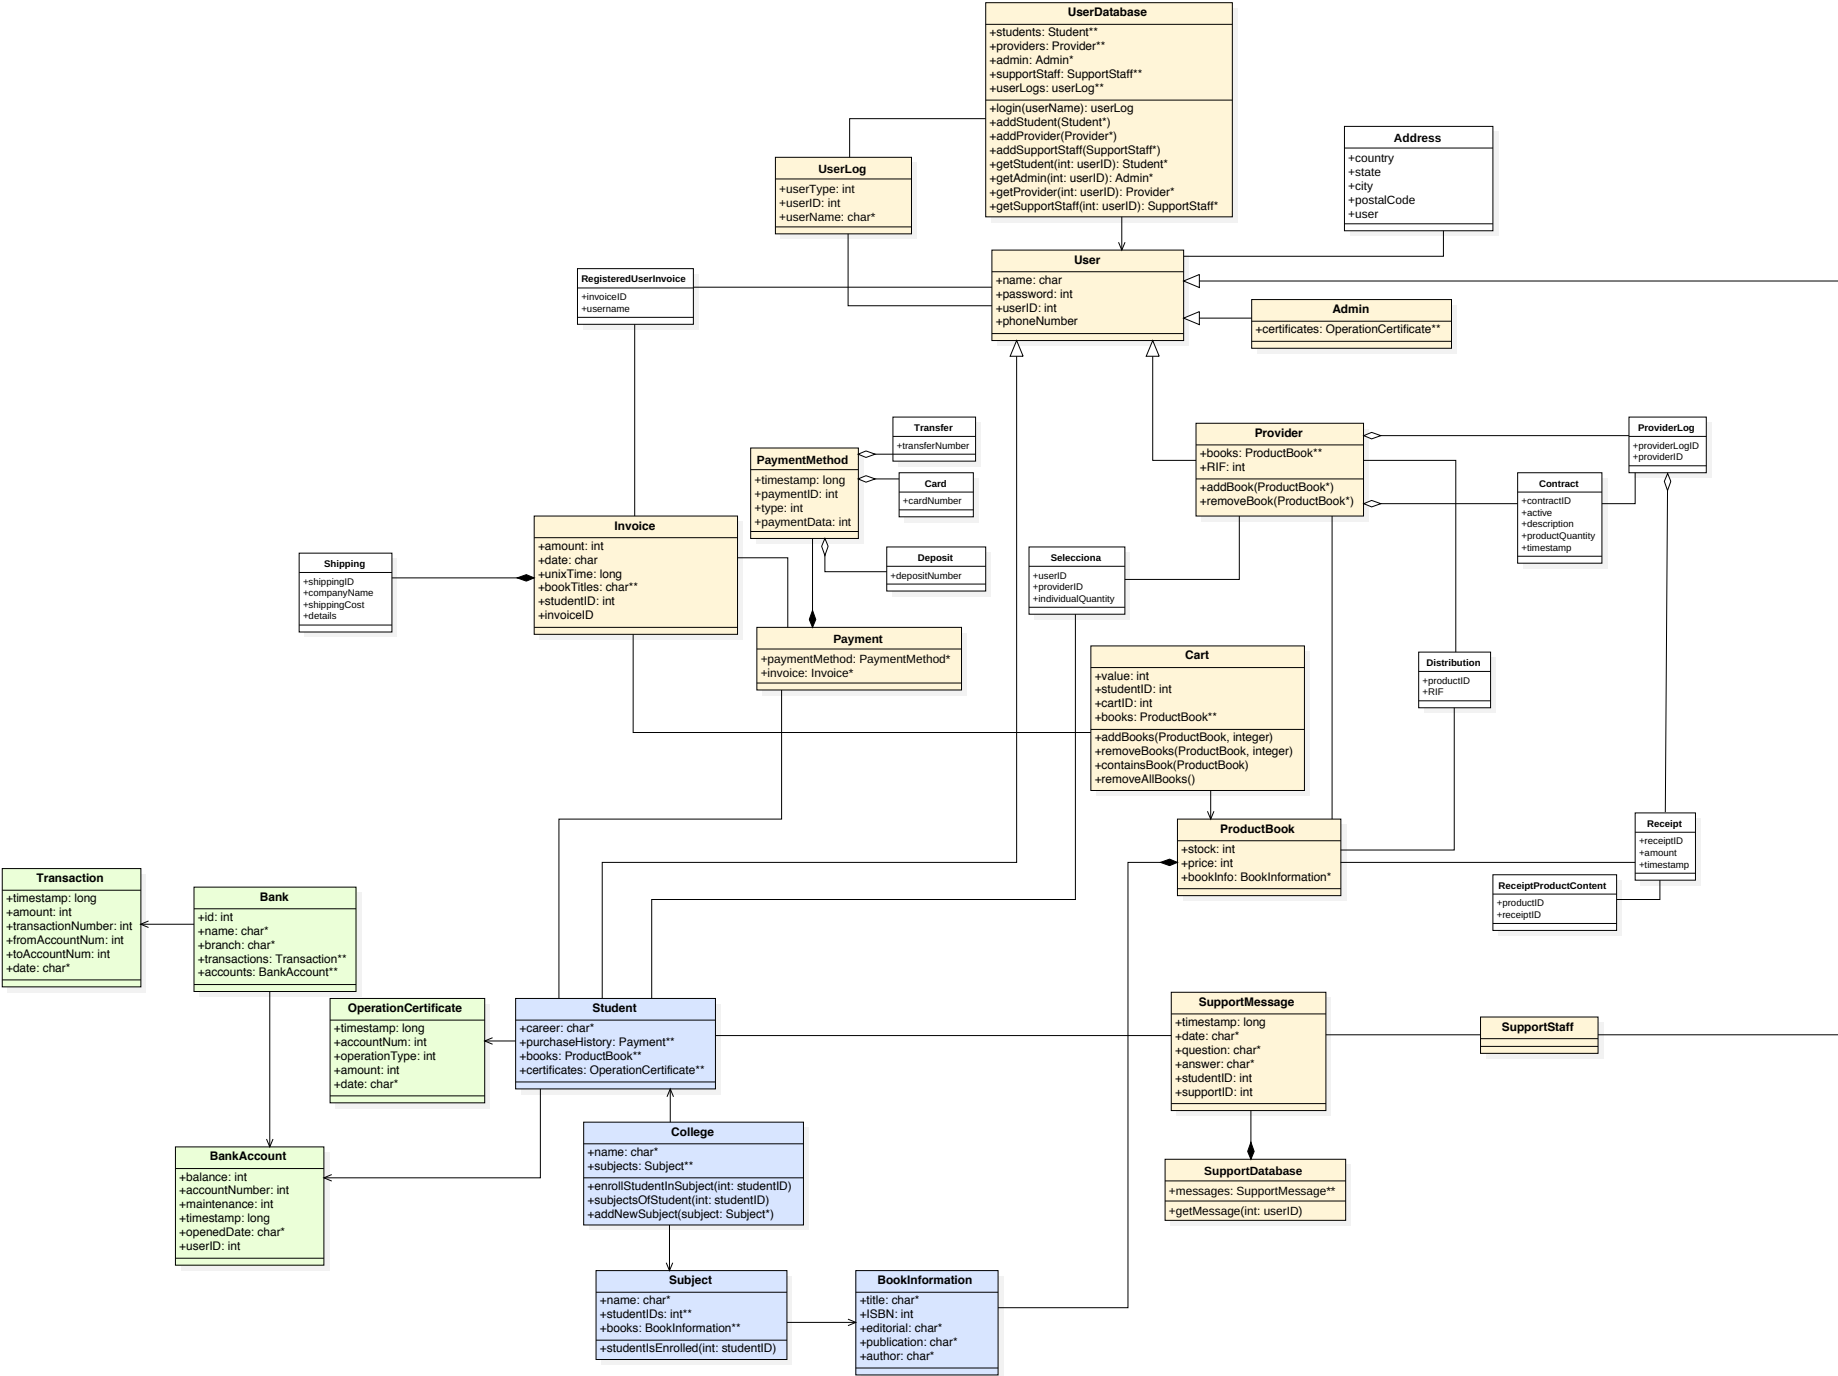 UserDatabase
+students: Student**
+providers: Provider**
+admin: Admin*
+supportStaff: SupportStaff**
+userLogs: userLog**
+login(userName): userLog
+addStudent(Student*)
+addProvider(Provider*)
+addSupportStaff(SupportStaff*)
+getStudent(int: userID): Student*
+getAdmin(int: userID): Admin*
+getProvider(int: userID): Provider*
+getSupportStaff(int: userID): SupportStaff*
Address
+country
+state
+city
+postalCode
+user
UserLog
+userType: int
+userID: int
+userName: char*
User
+name: char
+password: int
+userID: int
+phoneNumber
RegisteredUserInvoice
+invoiceID
+username
Admin
+certificates: OperationCertificate**
Transfer
+transferNumber
PaymentMethod
+timestamp: long
+paymentID: int
+type: int
+paymentData: int
Card
+cardNumber
Deposit
+depositNumber
Provider
+books: ProductBook**
+RIF: int
+addBook(ProductBook*)
+removeBook(ProductBook*)
ProviderLog
+providerLogID
+providerID
Contract
+contractID
+active
+description
+productQuantity
+timestamp
Invoice
+amount: int
+date: char
+unixTime: long
+bookTitles: char**
+studentID: int
+invoiceID
Shipping
+shippingID
+companyName
+shippingCost
+details
Selecciona
+userID
+providerID
+individualQuantity
Payment
+paymentMethod: PaymentMethod*
+invoice: Invoice*
Cart
+value: int
+studentID: int
+cartID: int
+books: ProductBook**
+addBooks(ProductBook, integer)
+removeBooks(ProductBook, integer)
+containsBook(ProductBook)
+removeAllBooks()
Distribution
+productID
+RIF
ProductBook
+stock: int
+price: int
+bookInfo: BookInformation*
Receipt
+receiptID
+amount
+timestamp
ReceiptProductContent
+productID
+receiptID
Transaction
+timestamp: long
+amount: int
+transactionNumber: int
+fromAccountNum: int
+toAccountNum: int
+date: char*
Bank
+id: int
+name: char*
+branch: char*
+transactions: Transaction**
+accounts: BankAccount**
OperationCertificate
+timestamp: long
+accountNum: int
+operationType: int
+amount: int
+date: char*
Student
+career: char*
+purchaseHistory: Payment**
+books: ProductBook**
+certificates: OperationCertificate**
SupportMessage
+timestamp: long
+date: char*
+question: char*
+answer: char*
+studentID: int
+supportID: int
SupportStaff
BankAccount
+balance: int
+accountNumber: int
+maintenance: int
+timestamp: long
+openedDate: char*
+userID: int
College
+name: char*
+subjects: Subject**
+enrollStudentInSubject(int: studentID)
+subjectsOfStudent(int: studentID)
+addNewSubject(subject: Subject*)
SupportDatabase
+messages: SupportMessage**
+getMessage(int: userID)
Subject
+name: char*
+studentIDs: int**
+books: BookInformation**
+studentIsEnrolled(int: studentID)
BookInformation
+title: char*
+ISBN: int
+editorial: char*
+publication: char*
+author: char*